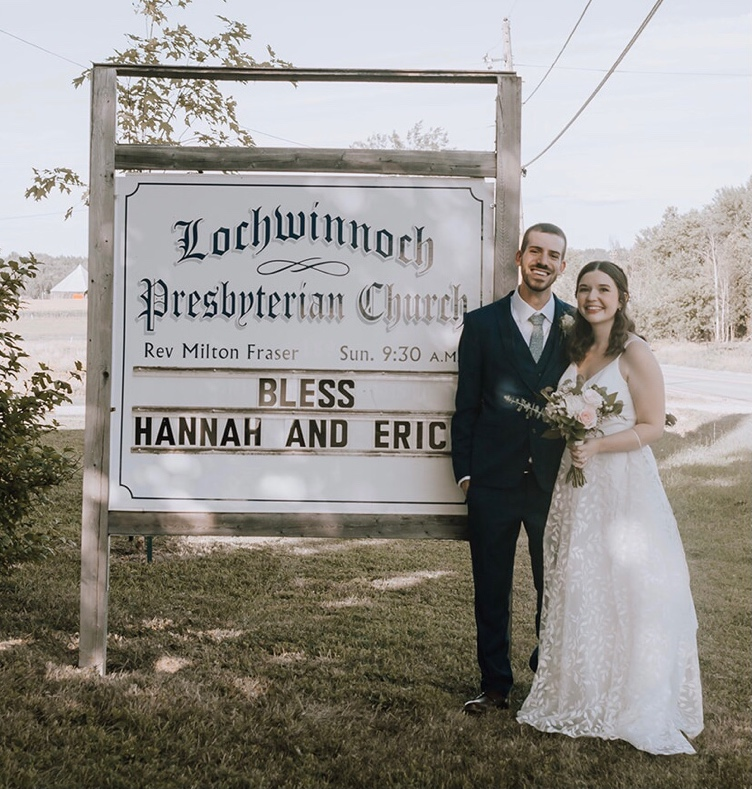 Lochwinnoch
Presbyterian Church
Rev Milton Fraser Sun. 9:30 A.M
BLESS
HANNAH AND ERIC